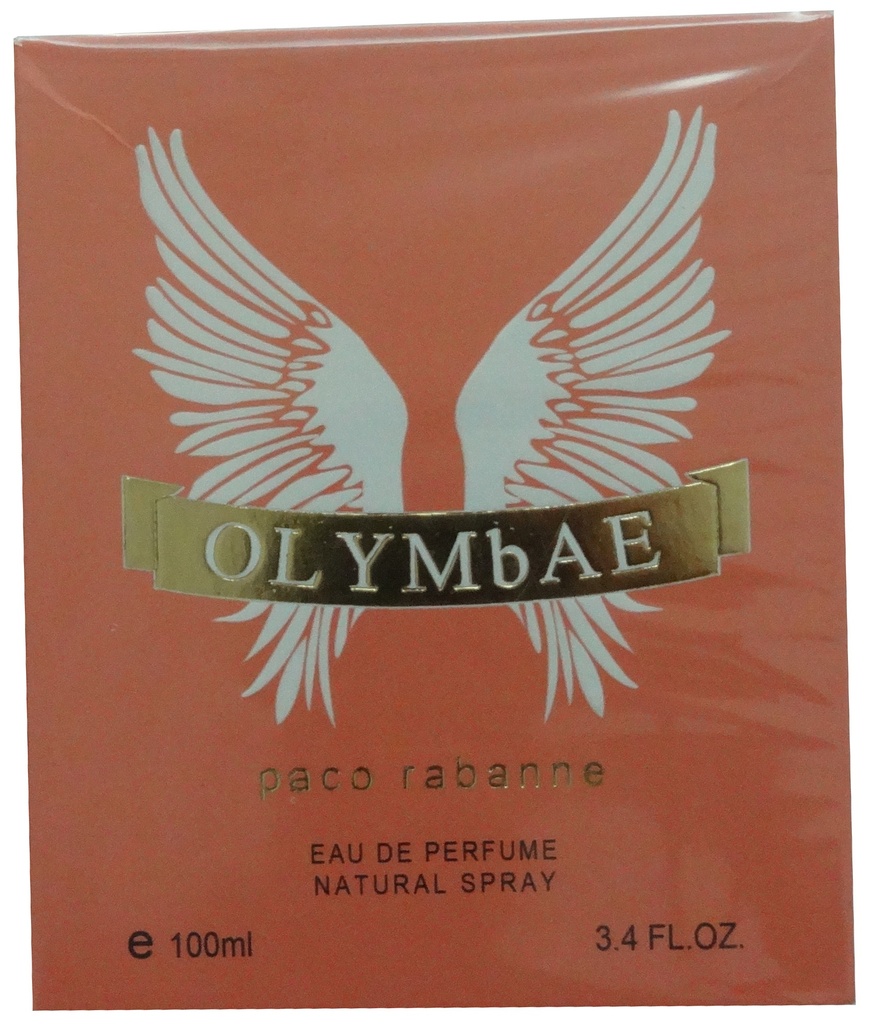 OLYMbAE
paco rabanne
EAU DE PERFUME
NATURAL SPRAY
e 100ml
3.4 FL.OZ.